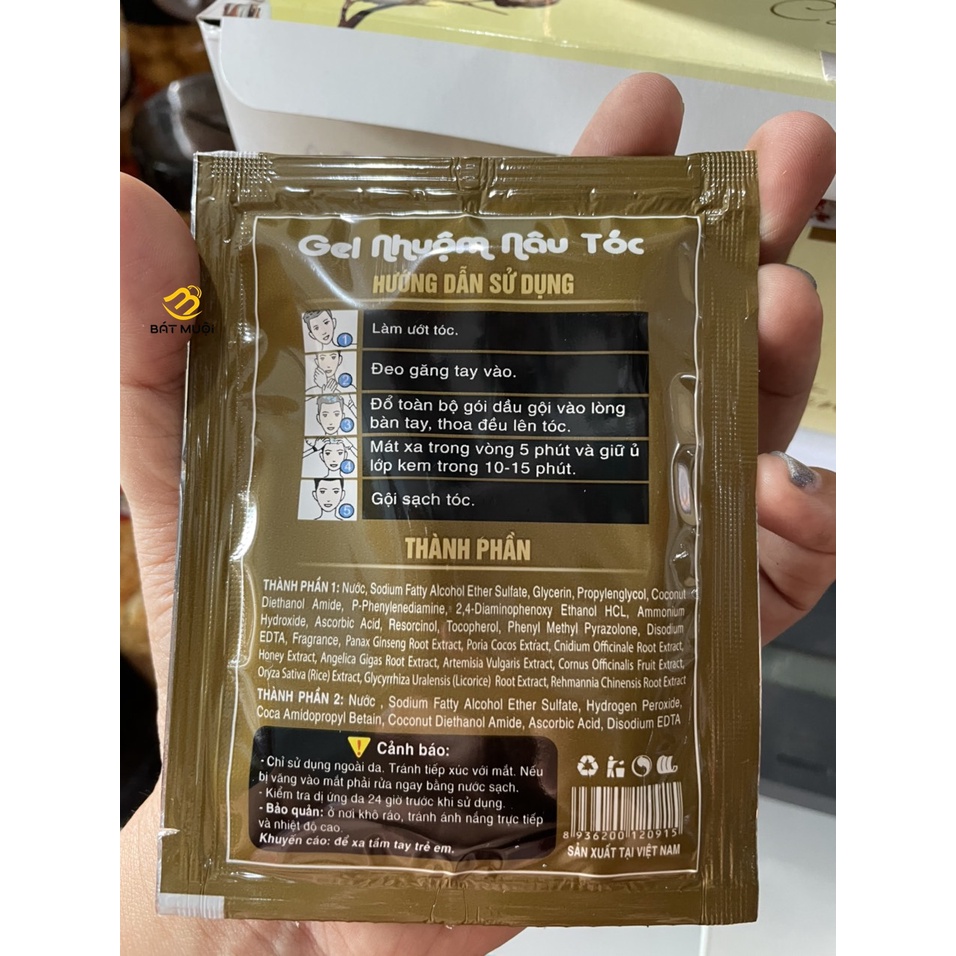 Gel Nhuộm Nâu Tóc
HƯỚNG DẪN SỬ DỤNG
1
Làm ướt tóc.
2
Đeo găng tay vào.
3
Đổ toàn bộ gói dầu gội vào lòng
bàn tay, thoa đều lên tóc.
4
Mát xa trong vòng 5 phút và giữ ủ
lớp kem trong 10-15 phút.
5
Gội sạch tóc.
BÁT MUỘI
THÀNH PHẦN
THÀNH PHẦN 1: Nước, Sodium Fatty Alcohol Ether Sulfate, Glycerin, Propylenglycol, Coconut
Diethanol Amide, P-Phenylenediamine, 2,4-Diaminophenoxy Ethanol HCL, Ammonium
Hydroxide, Ascorbic Acid, Resorcinol, Tocopherol, Phenyl Methyl Pyrazolone, Disodium
EDTA, Fragrance, Panax Ginseng Root Extract, Poria Cocos Extract, Cnidium Officinale Root Extract,
Honey Extract, Angelica Gigas Root Extract, Artemisia Vulgaris Extract, Cornus Officinalis Fruit Extract,
Oryza Sativa (Rice) Extract, Glycyrrhiza Uralensis (Licorice) Root Extract, Rehmannia Chinensis Root Extract
THÀNH PHẦN 2: Nước , Sodium Fatty Alcohol Ether Sulfate, Hydrogen Peroxide,
Coca Amidopropyl Betain, Coconut Diethanol Amide, Ascorbic Acid, Disodium EDTA
Cảnh báo:
- Chỉ sử dụng ngoài da. Tránh tiếp xúc với mắt. Nếu
bị văng vào mắt phải rửa ngay bằng nước sạch.
- Kiểm tra dị ứng da 24 giờ trước khi sử dụng.
- Bảo quản: ở nơi khô ráo, tránh ánh nắng trực tiếp
và nhiệt độ cao.
Khuyến cáo: để xa tầm tay trẻ em.
8 936200 120915
SẢN XUẤT TẠI VIỆT NAM